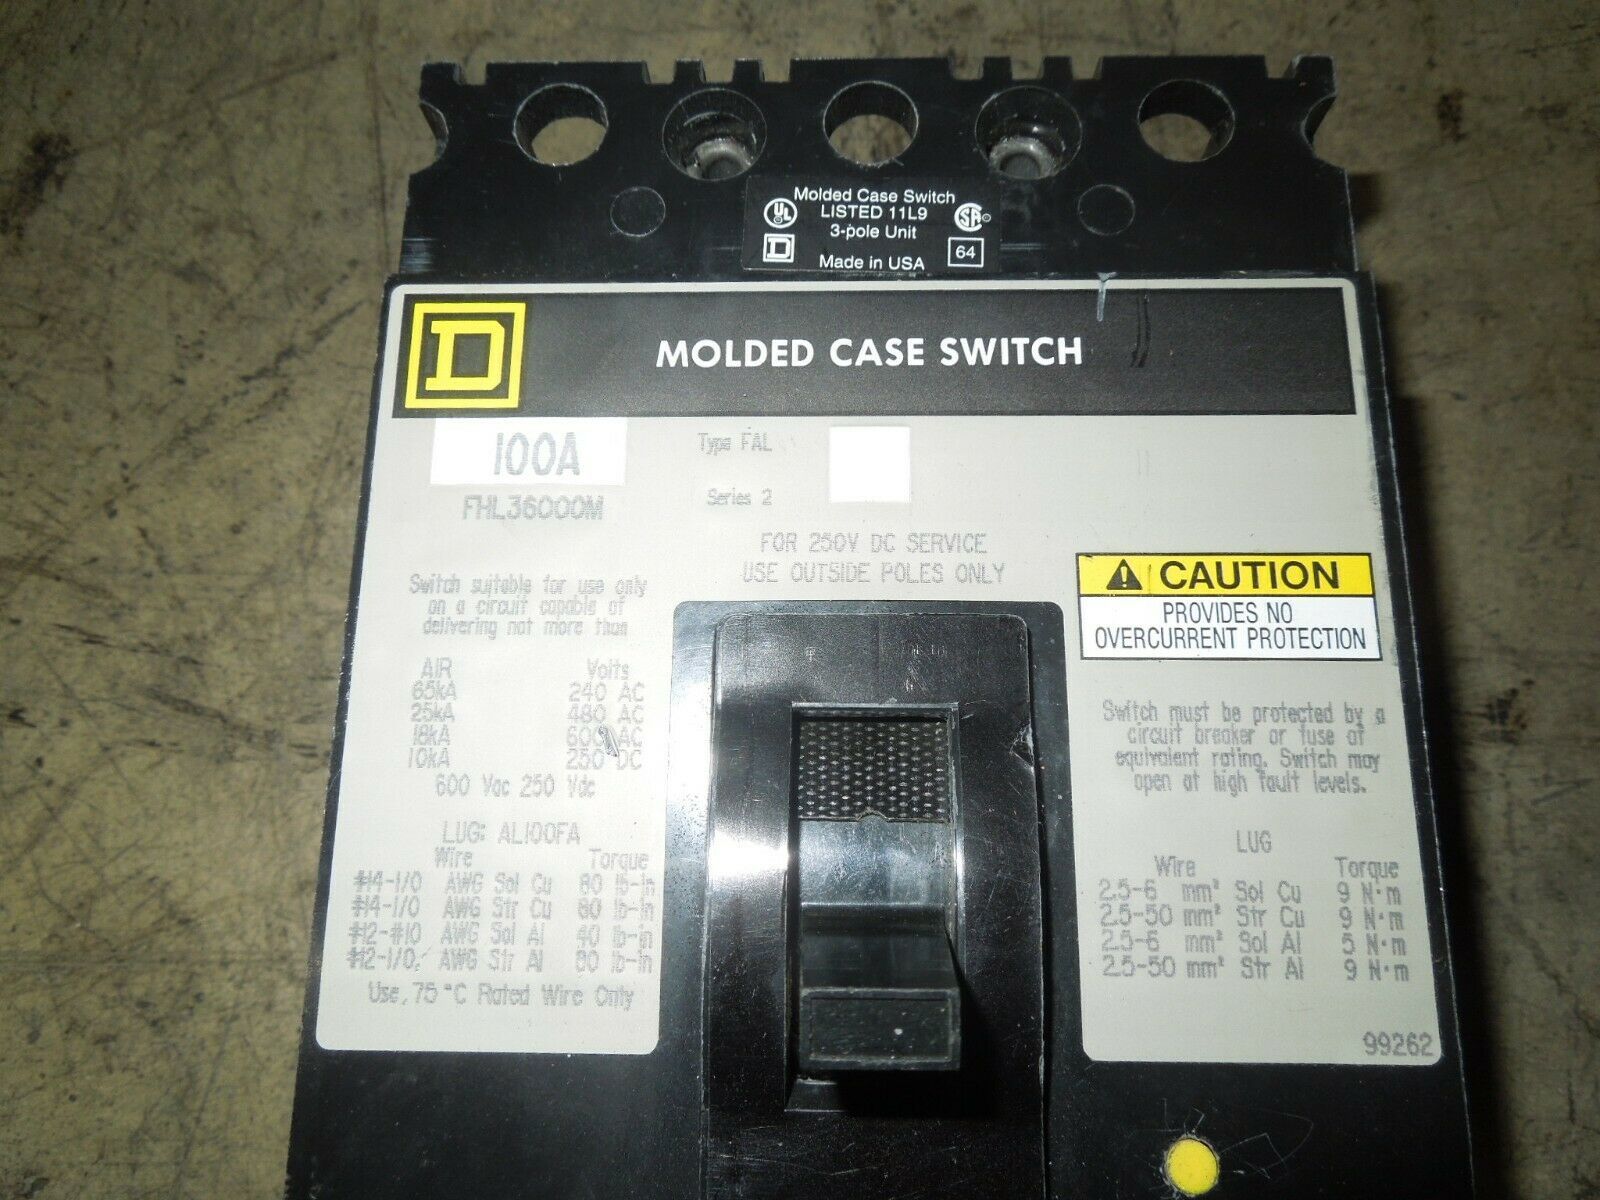 Molded Case Switch
UL LISTED 11L9 SA
3-pole Unit
D Made in USA 64
D MOLDED CASE SWITCH
100A Type FAL
FHL36000M Series 2
FOR 250V DC SERVICE
USE OUTSIDE POLES ONLY
Switch suitable for use only
on a circuit capable of
delivering not more than
AIR Volts
65kA 240 AC
25kA 480 AC
18kA 600 AC
10kA 250 DC
600 Vac 250 Vdc
LUG: AL100FA
Wire Torque
#14-1/0 AWG Sol Cu 80 lb-in
#14-1/0 AWG Str Cu 80 lb-in
#12-#10 AWG Sol Al 40 lb-in
#12-1/0 AWG Str Al 80 lb-in
Use 75 °C Rated Wire Only
CAUTION
PROVIDES NO
OVERCURRENT PROTECTION
Switch must be protected by a
circuit breaker or fuse of
equivalent rating. Switch may
open at high fault levels.
LUG
Wire Torque
2.5-6 mm² Sol Cu 9 N·m
2.5-50 mm² Str Cu 9 N·m
2.5-6 mm² Sol Al 5 N·m
2.5-50 mm² Str Al 9 N·m
99262